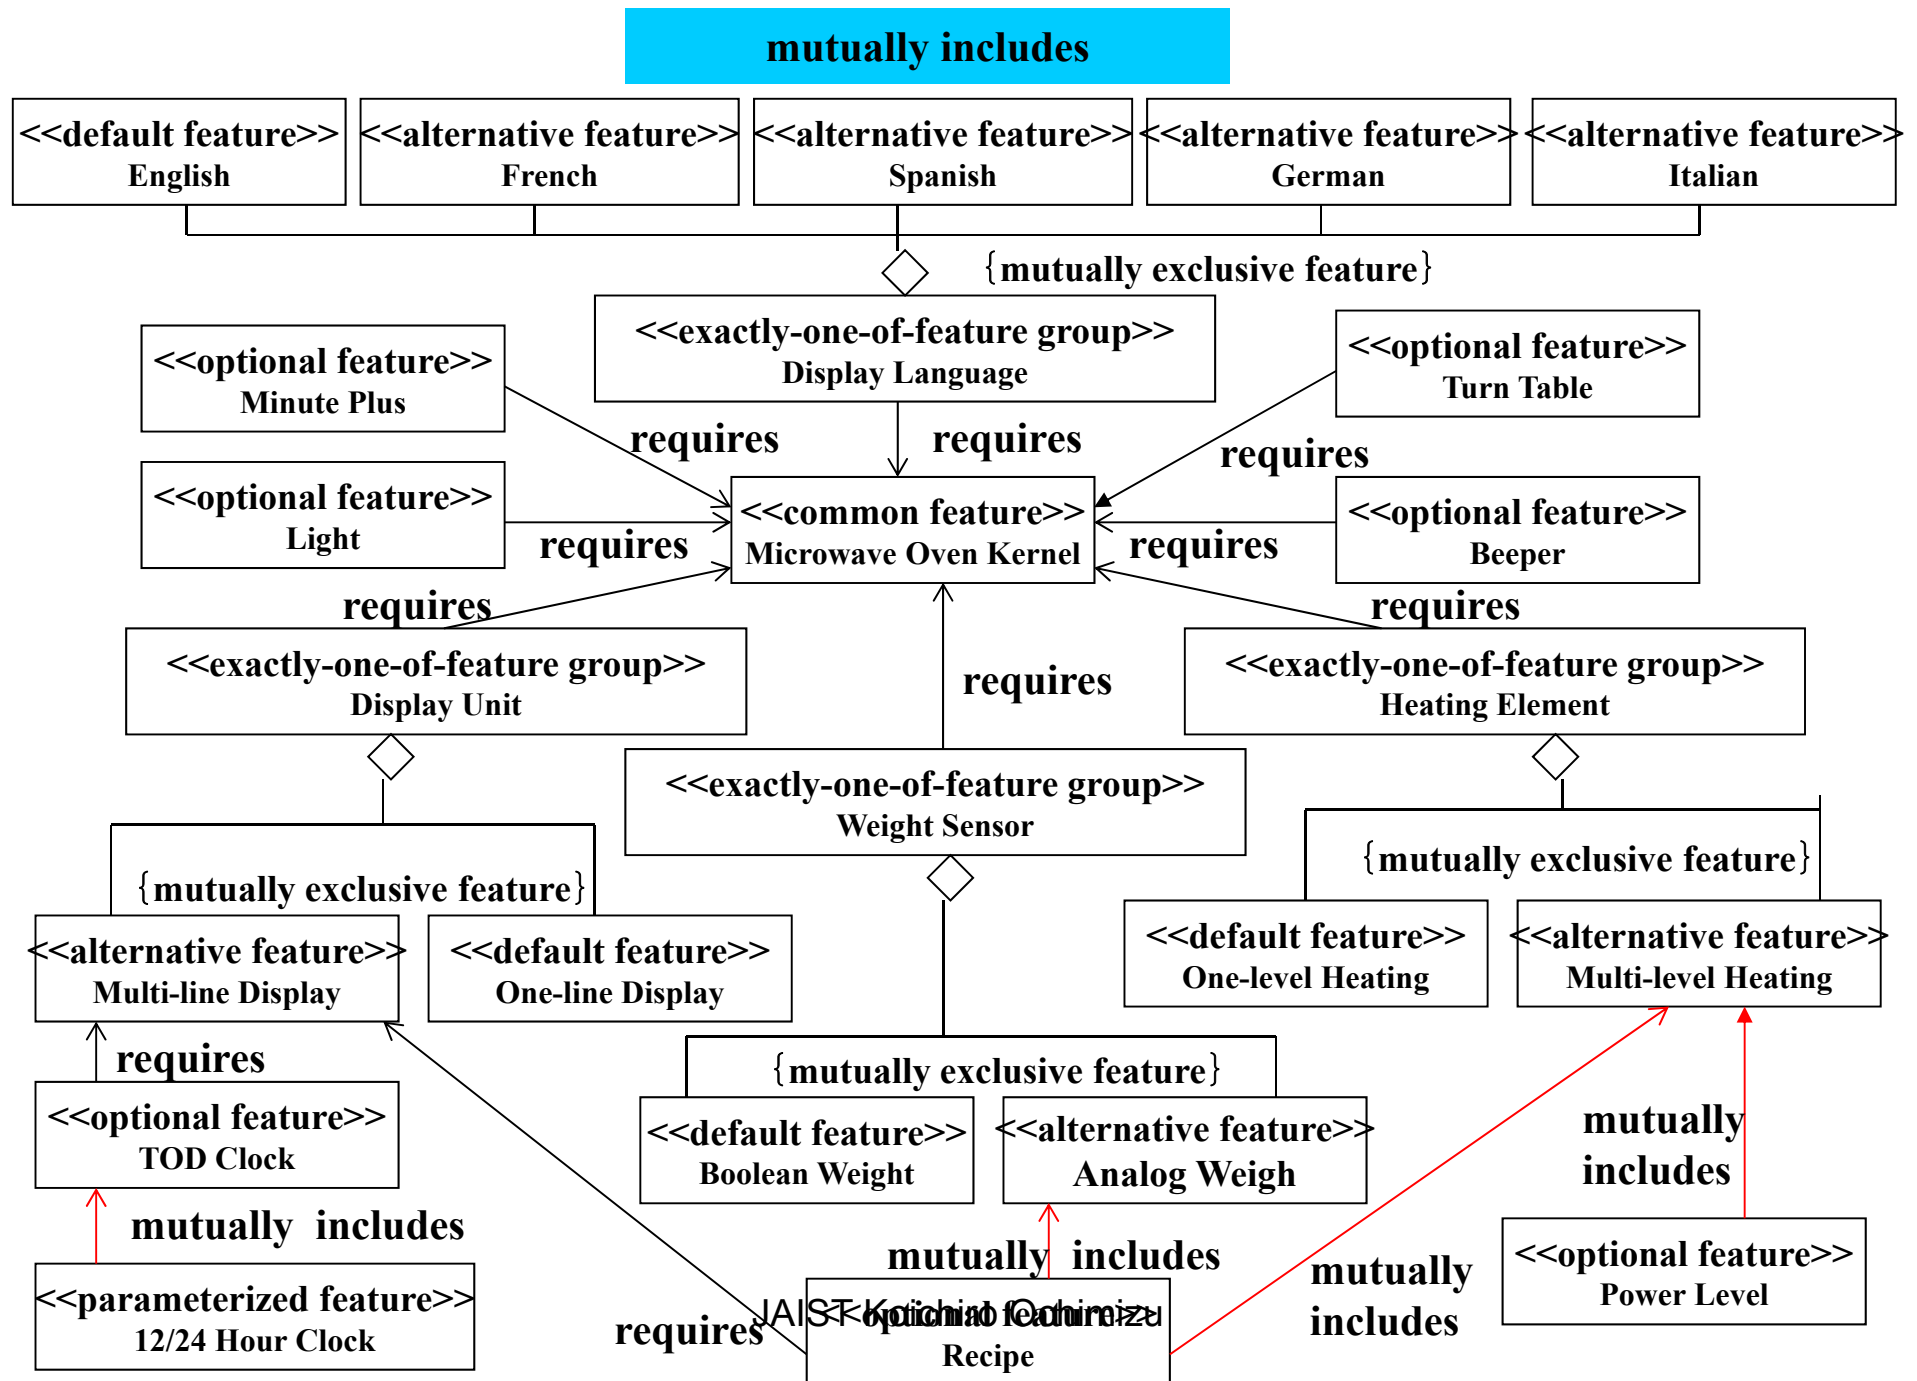 mutually includes
<<default feature>>
English
<<alternative feature>>
French
<<alternative feature>>
Spanish
<<alternative feature>>
German
<<alternative feature>>
Italian
{mutually exclusive feature}
<<exactly-one-of-feature group>>
Display Language
<<optional feature>>
Minute Plus
<<optional feature>>
Turn Table
requires
requires
requires
<<optional feature>>
Light
<<common feature>>
Microwave Oven Kernel
<<optional feature>>
Beeper
requires
requires
requires
requires
<<exactly-one-of-feature group>>
Display Unit
requires
<<exactly-one-of-feature group>>
Heating Element
<<exactly-one-of-feature group>>
Weight Sensor
{mutually exclusive feature}
{mutually exclusive feature}
<<alternative feature>>
Multi-line Display
<<default feature>>
One-line Display
<<default feature>>
One-level Heating
<<alternative feature>>
Multi-level Heating
requires
{mutually exclusive feature}
<<optional feature>>
TOD Clock
<<default feature>>
Boolean Weight
<<alternative feature>>
Analog Weigh
mutually
includes
mutually includes
mutually includes
<<optional feature>>
Power Level
mutually
includes
<<parameterized feature>>
12/24 Hour Clock
requires
<<optional feature>>
Recipe
JAIST Koichiro Ochimizu